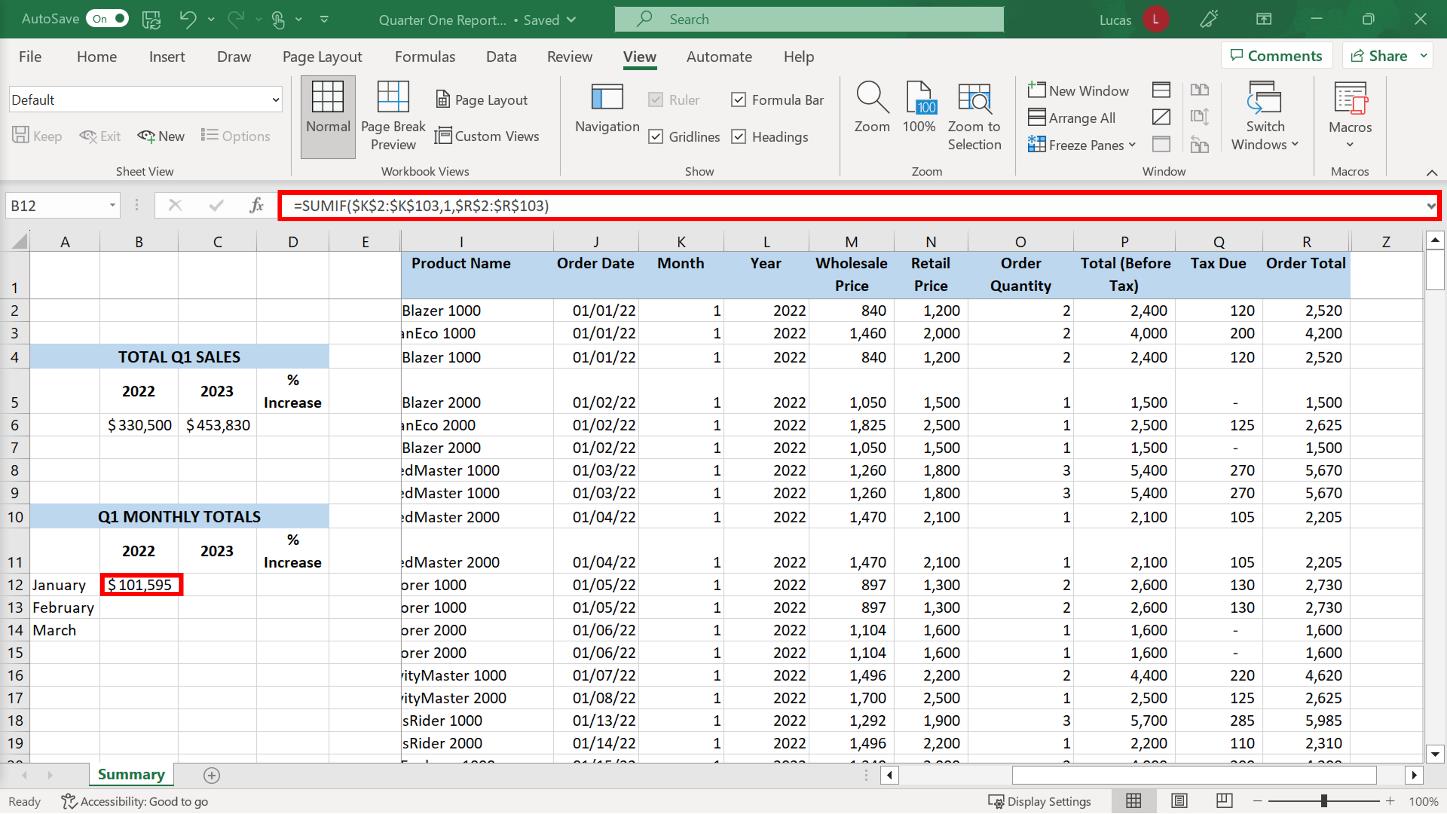 AutoSave On Quarter One Report... • Saved Search Lucas L
File Home Insert Draw Page Layout Formulas Data Review View Automate Help Comments Share
Default
Keep Exit New Options
Sheet View
Normal Page Break Preview Page Layout Custom Views
Workbook Views
Navigation Ruler Formula Bar Gridlines Headings
Show
Zoom 100 100% Zoom to Selection
Zoom
New Window Arrange All Freeze Panes Switch Windows
Window
Macros
Macros
B12 fx =SUMIF($K$2:$K$103,1,$R$2:$R$103)
A B C D E I J K L M N O P Q R Z
1 Product Name Order Date Month Year Wholesale Price Retail Price Order Quantity Total (Before Tax) Tax Due Order Total
2 Blazer 1000 01/01/22 1 2022 840 1,200 2 2,400 120 2,520
3 anEco 1000 01/01/22 1 2022 1,460 2,000 2 4,000 200 4,200
4 TOTAL Q1 SALES Blazer 1000 01/01/22 1 2022 840 1,200 2 2,400 120 2,520
5 2022 2023 % Increase Blazer 2000 01/02/22 1 2022 1,050 1,500 1 1,500 - 1,500
6 $ 330,500 $ 453,830 anEco 2000 01/02/22 1 2022 1,825 2,500 1 2,500 125 2,625
7 Blazer 2000 01/02/22 1 2022 1,050 1,500 1 1,500 - 1,500
8 edMaster 1000 01/03/22 1 2022 1,260 1,800 3 5,400 270 5,670
9 edMaster 1000 01/03/22 1 2022 1,260 1,800 3 5,400 270 5,670
10 Q1 MONTHLY TOTALS edMaster 2000 01/04/22 1 2022 1,470 2,100 1 2,100 105 2,205
11 2022 2023 % Increase edMaster 2000 01/04/22 1 2022 1,470 2,100 1 2,100 105 2,205
12 January $ 101,595 orer 1000 01/05/22 1 2022 897 1,300 2 2,600 130 2,730
13 February orer 1000 01/05/22 1 2022 897 1,300 2 2,600 130 2,730
14 March orer 2000 01/06/22 1 2022 1,104 1,600 1 1,600 - 1,600
15 orer 2000 01/06/22 1 2022 1,104 1,600 1 1,600 - 1,600
16 vityMaster 1000 01/07/22 1 2022 1,496 2,200 2 4,400 220 4,620
17 vityMaster 2000 01/08/22 1 2022 1,700 2,500 1 2,500 125 2,625
18 sRider 1000 01/13/22 1 2022 1,292 1,900 3 5,700 285 5,985
19 sRider 2000 01/14/22 1 2022 1,496 2,200 1 2,200 110 2,310
Summary
Ready Accessibility: Good to go Display Settings 100%